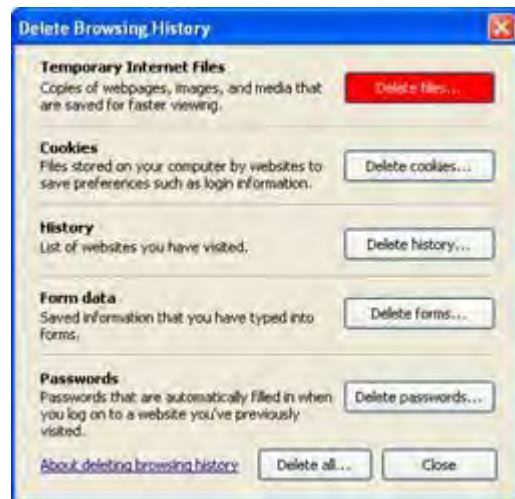 Delete Browsing History
Temporary Internet Files
Copies of webpages, images, and media that
are saved for faster viewing.
Delete files...
Cookies
Files stored on your computer by websites to
save preferences such as login information.
Delete cookies...
History
List of websites you have visited.
Delete history...
Form data
Saved information that you have typed into
forms.
Delete forms...
Passwords
Passwords that are automatically filled in when
you log on to a website you've previously
visited.
Delete passwords...
About deleting browsing history
Delete all...
Close